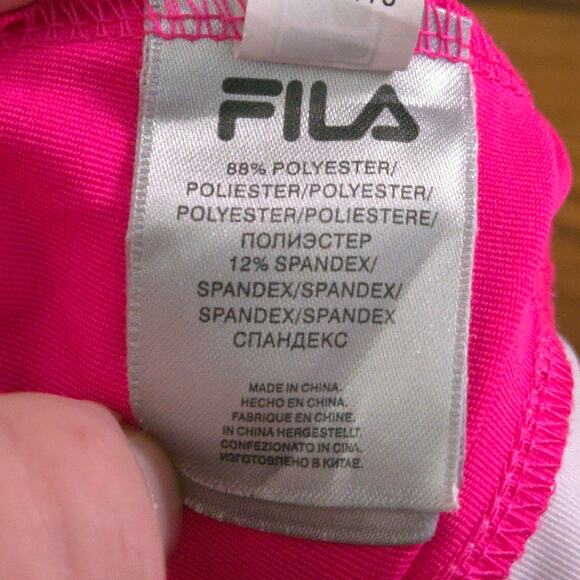 FILA
88% POLYESTER/
POLIESTER/POLYESTER/
POLYESTER/POLIESTERE/
ПОЛИЭСТЕР
12% SPANDEX/
SPANDEX/SPANDEX/
SPANDEX/SPANDEX
СПАНДЕКС
MADE IN CHINA.
HECHO EN CHINA.
FABRIQUE EN CHINE.
IN CHINA HERGESTELLT.
CONFEZIONATO IN CINA.
ИЗГОТОВЛЕНО В КИТАЕ.